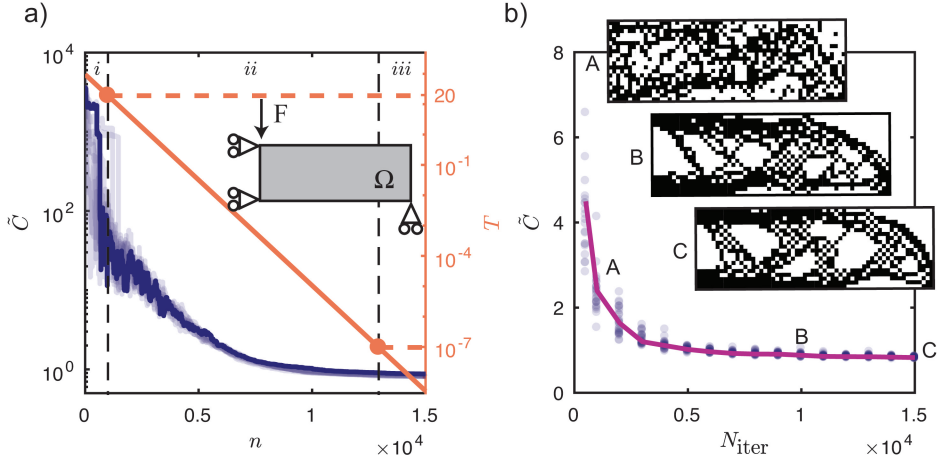 a)
10^4
10^2
10^0
C̃
i
ii
iii
20
10^-1
10^-4
10^-7
T
F
Ω
0
0.5
1
1.5
n
×10^4
b)
8
6
4
2
0
C̃
A
B
C
A
B
C
0
0.5
1
1.5
N_iter
×10^4